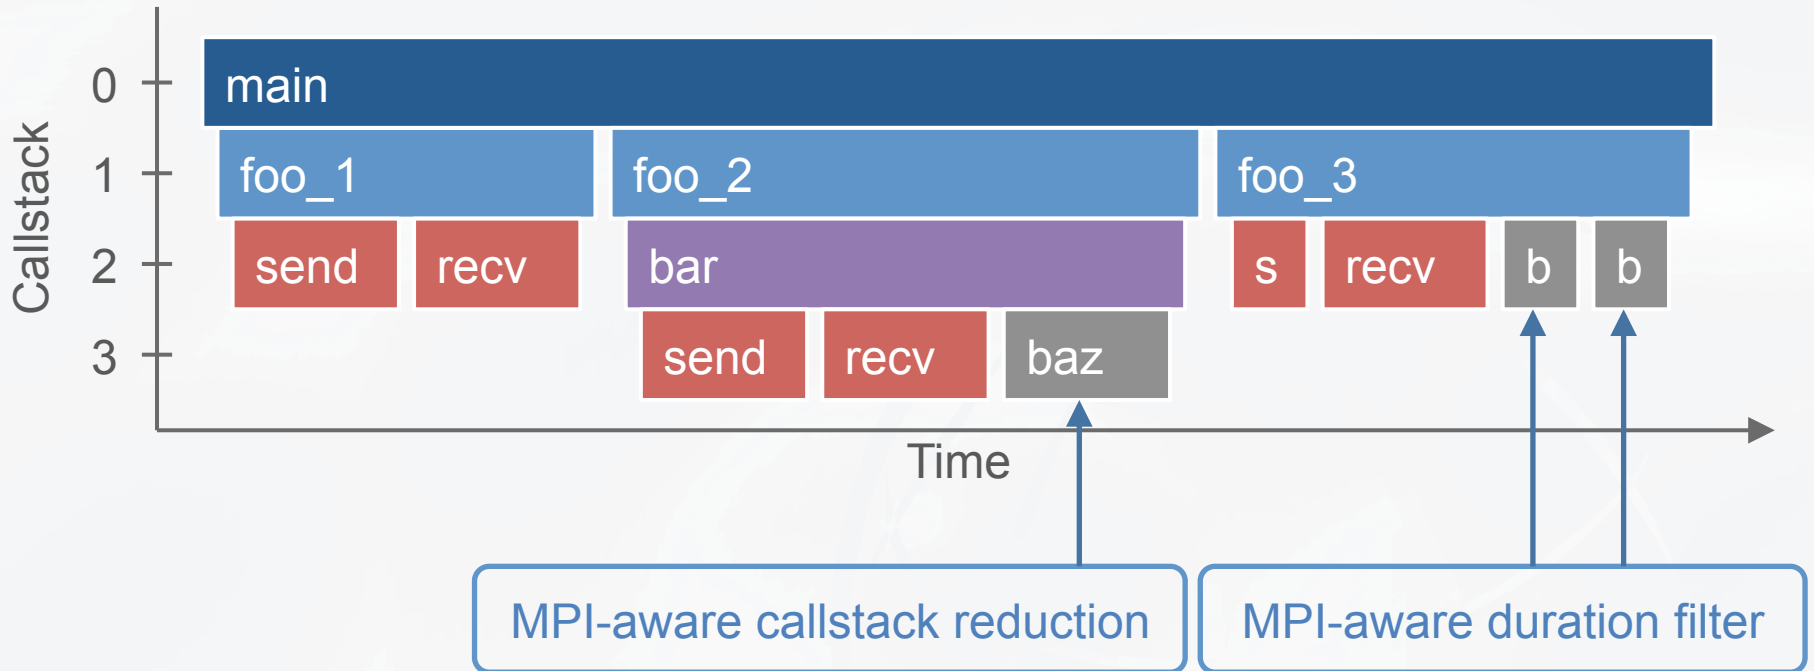 0
main
Callstack
1
foo_1
foo_2
foo_3
2
send
recv
bar
s
recv
b
b
3
send
recv
baz
Time
MPI-aware callstack reduction
MPI-aware duration filter